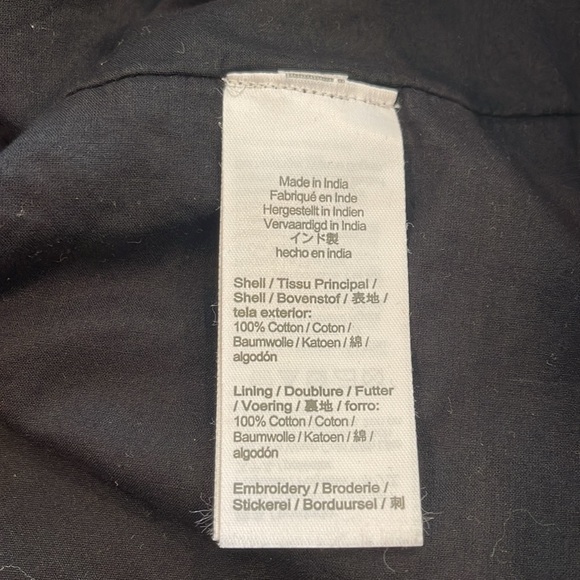 Made in India
Fabriqué en Inde
Hergestellt in Indien
Vervaardigd in India
インド製
hecho en india
Shell / Tissu Principal /
Shell / Bovenstof / 表地 /
tela exterior:
100% Cotton / Coton /
Baumwolle / Katoen / 綿 /
algodón
Lining / Doublure / Futter
/ Voering / 裏地 / forro:
100% Cotton / Coton /
Baumwolle / Katoen / 綿 /
algodón
Embroidery / Broderie /
Stickerei / Borduursel / 刺